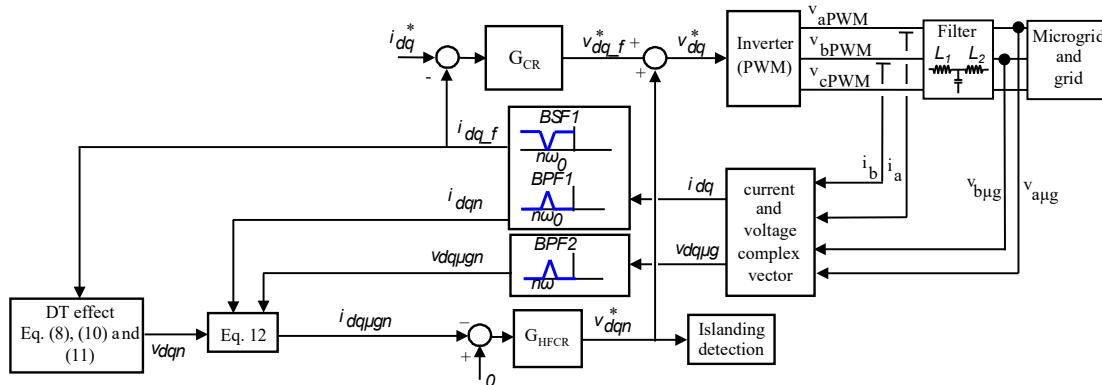 i*dq
-
GCR
v*dq_f
+
+
v*dq
Inverter
(PWM)
vaPWM
vbPWM
vcPWM
Filter
L1 L2
Microgrid
and
grid
idq_f
BSF1
nω0
BPF1
nω0
idqn
idq
ib ia
vbμg
vaμg
current
and
voltage
complex
vector
vdqμgn
BPF2
nω
vdqμg
DT effect
Eq. (8), (10) a and
(11)
vdqn
Eq. 12
idqμgn
−
+
0
GHFCR
v*dqn
Islanding
detection